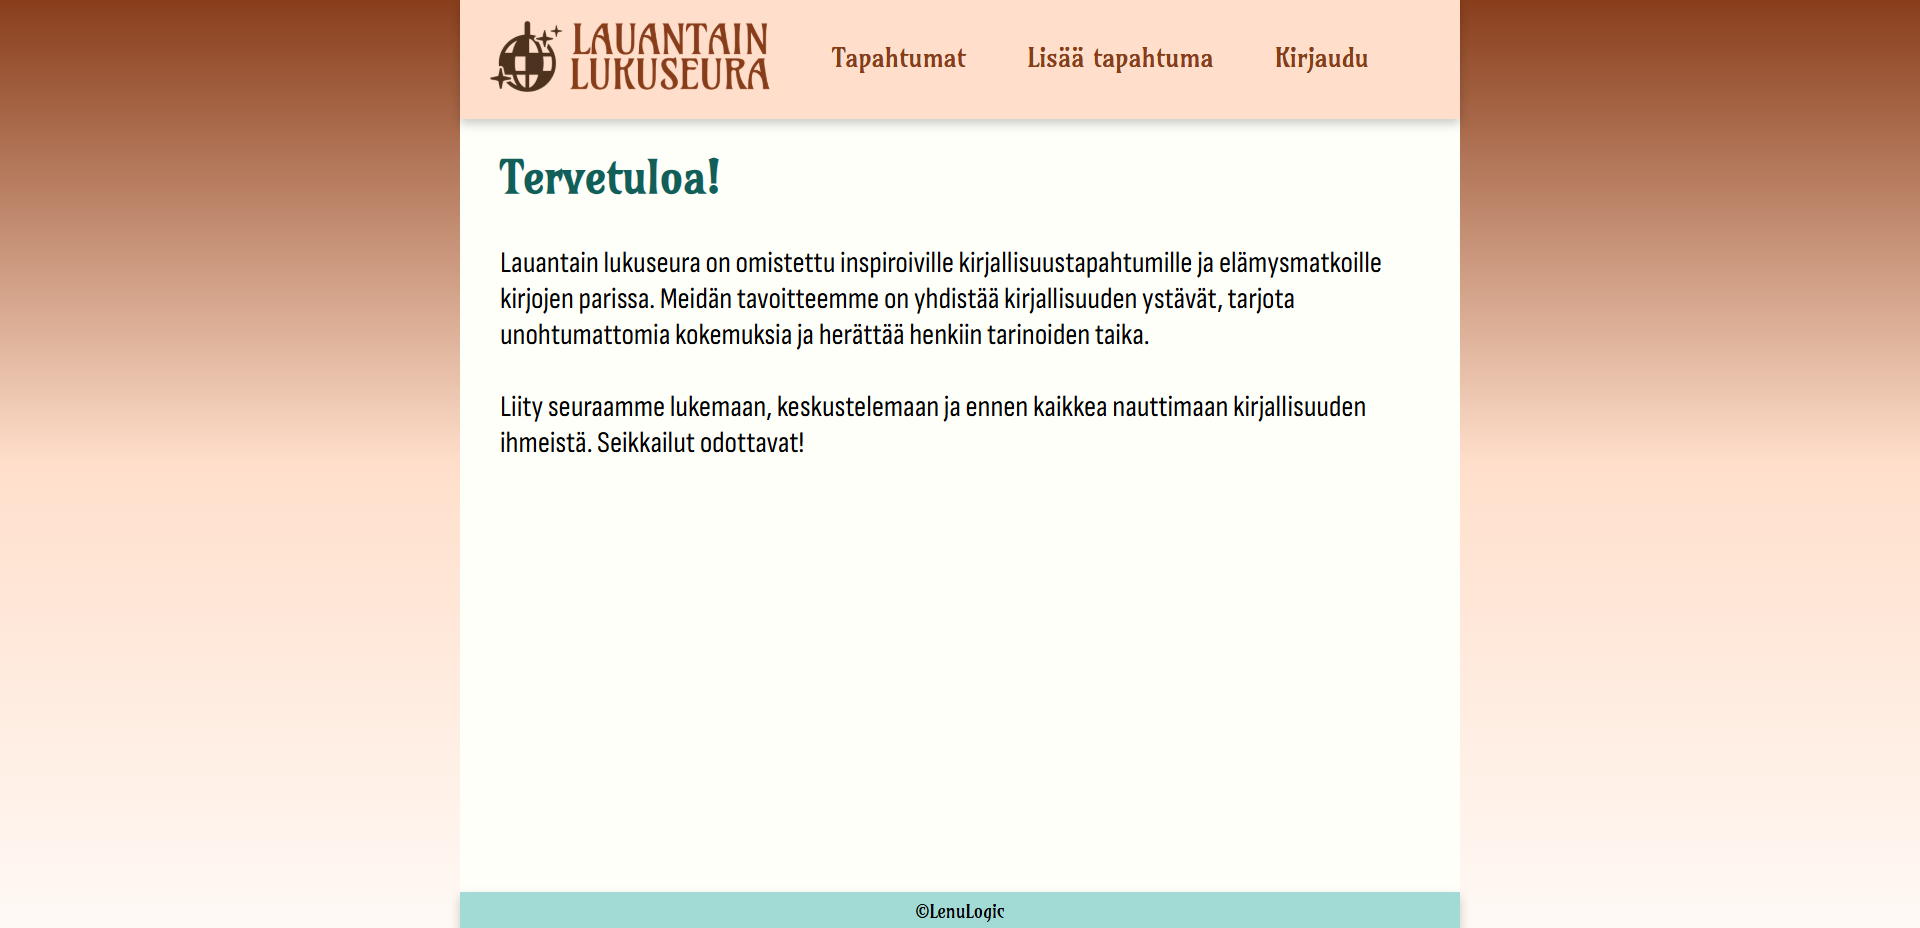 LAUANTAIN
LUKUSEURA
Tapahtumat
Lisää tapahtuma
Kirjaudu
Tervetuloa!
Lauantain lukuseura on omistettu inspiroiville kirjallisuustapahtumille ja elämysmatkoille
kirjojen parissa. Meidän tavoitteemme on yhdistää kirjallisuuden ystävät, tarjota
unohtumattomia kokemuksia ja herättää henkiin tarinoiden taika.
Liity seuraamme lukemaan, keskustelemaan ja ennen kaikkea nauttimaan kirjallisuuden
ihmeistä. Seikkailut odottavat!
©LenuLogic